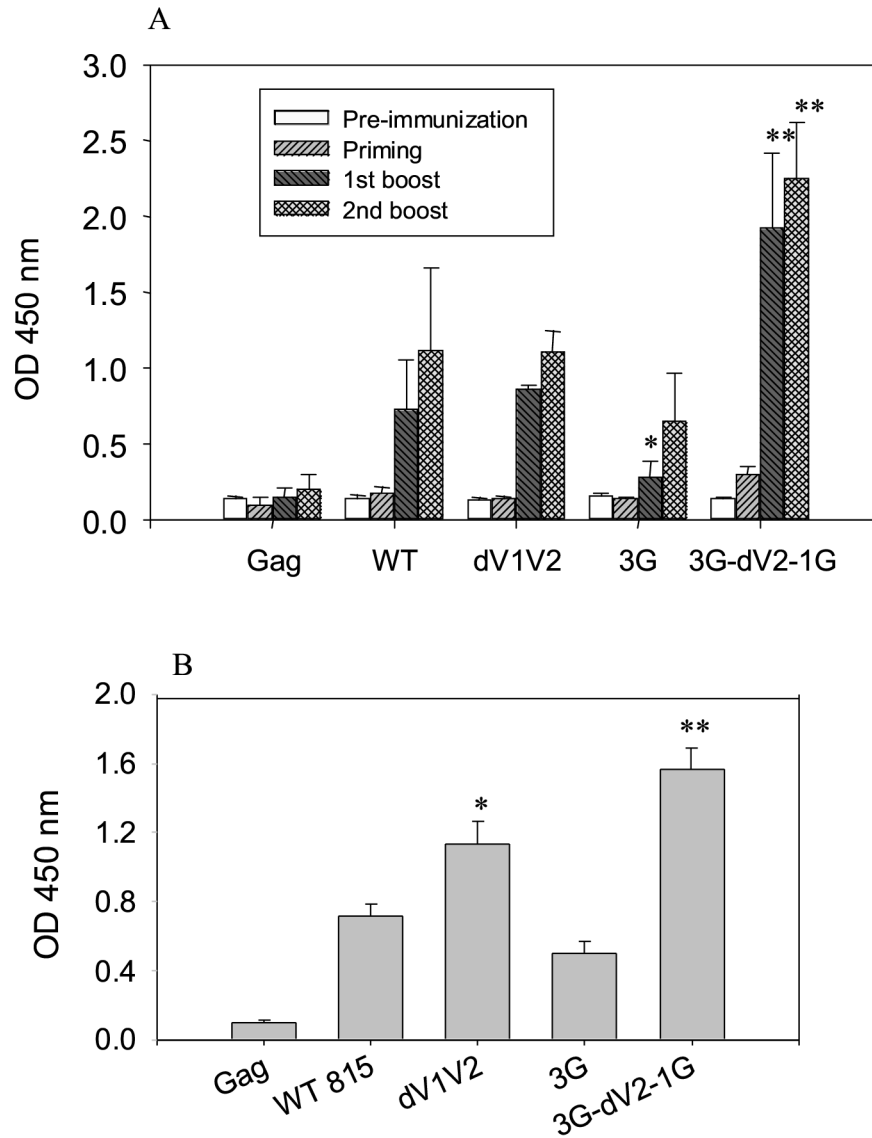 A
3.0
2.5
2.0
1.5
1.0
0.5
0.0
OD 450 nm
Pre-immunization
Priming
1st boost
2nd boost
*
**
**
Gag WT dV1V2 3G 3G-dV2-1G
B
2.0
1.6
1.2
0.8
0.4
0.0
OD 450 nm
*
**
Gag WT 815 dV1V2 3G 3G-dV2-1G